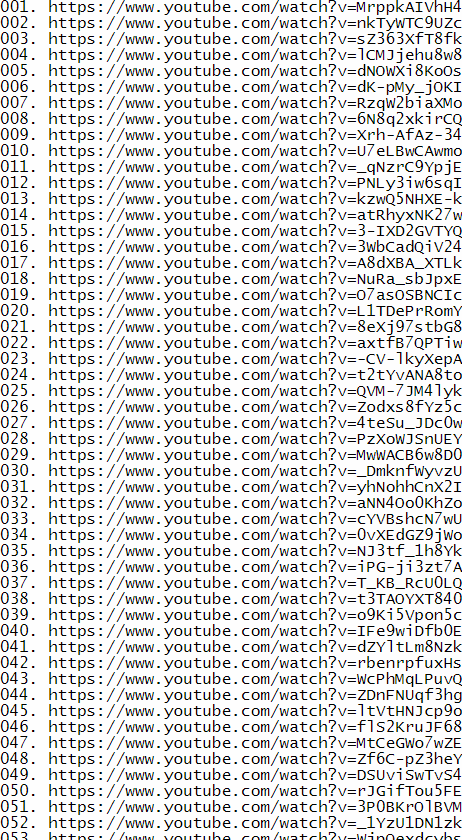 001. https://www.youtube.com/watch?v=MrppkAIVhH4
002. https://www.youtube.com/watch?v=nkTyWTC9UZc
003. https://www.youtube.com/watch?v=sZ363XfT8fk
004. https://www.youtube.com/watch?v=lCMJjehu8w8
005. https://www.youtube.com/watch?v=dNOWXi8KoOs
006. https://www.youtube.com/watch?v=dK-pMy_jOKI
007. https://www.youtube.com/watch?v=RzqW2biaXMo
008. https://www.youtube.com/watch?v=6N8q2xkirCQ
009. https://www.youtube.com/watch?v=Xrh-AfAz-34
010. https://www.youtube.com/watch?v=U7eLBwCAwmo
011. https://www.youtube.com/watch?v=_qNzrC9YpjE
012. https://www.youtube.com/watch?v=PNLy3iw6sqI
013. https://www.youtube.com/watch?v=kzwQ5NHXE-k
014. https://www.youtube.com/watch?v=atRhyxNK27w
015. https://www.youtube.com/watch?v=3-IXD2GVTYQ
016. https://www.youtube.com/watch?v=3WbCadQiV24
017. https://www.youtube.com/watch?v=A8dXBA_XTLk
018. https://www.youtube.com/watch?v=NuRa_sbJpxE
019. https://www.youtube.com/watch?v=O7asOSBNCIc
020. https://www.youtube.com/watch?v=L1TDePrRomY
021. https://www.youtube.com/watch?v=8eXj97stbG8
022. https://www.youtube.com/watch?v=axtfB7QPTiw
023. https://www.youtube.com/watch?v=-CV-lkyXepA
024. https://www.youtube.com/watch?v=t2tYvANA8to
025. https://www.youtube.com/watch?v=QVM-7JM4lyk
026. https://www.youtube.com/watch?v=Zodxs8fYz5c
027. https://www.youtube.com/watch?v=4teSu_JDc0w
028. https://www.youtube.com/watch?v=PzXoWJSnUEY
029. https://www.youtube.com/watch?v=MwWACB6w8D0
030. https://www.youtube.com/watch?v=_DmknfWyvzU
031. https://www.youtube.com/watch?v=yhNohhCnX2I
032. https://www.youtube.com/watch?v=aNN4Oo0KhZo
033. https://www.youtube.com/watch?v=cYVBshcN7wU
034. https://www.youtube.com/watch?v=0vXEdGZ9jWo
035. https://www.youtube.com/watch?v=NJ3tf_1h8Yk
036. https://www.youtube.com/watch?v=iPG-ji3zt7A
037. https://www.youtube.com/watch?v=T_KB_RcU0LQ
038. https://www.youtube.com/watch?v=t3TAOYXT840
039. https://www.youtube.com/watch?v=o9Ki5Vpon5c
040. https://www.youtube.com/watch?v=IFe9wiDfb0E
041. https://www.youtube.com/watch?v=dZYltLm8Nzk
042. https://www.youtube.com/watch?v=rbenrpfuxHs
043. https://www.youtube.com/watch?v=WcPhMqLPuvQ
044. https://www.youtube.com/watch?v=ZDnFNUqf3hg
045. https://www.youtube.com/watch?v=ltVtHNJcp9o
046. https://www.youtube.com/watch?v=flS2KruJF68
047. https://www.youtube.com/watch?v=MtCeGWo7wZE
048. https://www.youtube.com/watch?v=Zf6C-pZ3heY
049. https://www.youtube.com/watch?v=DSUviSwTvS4
050. https://www.youtube.com/watch?v=rJGifTou5FE
051. https://www.youtube.com/watch?v=3P0BKrOlBVM
052. https://www.youtube.com/watch?v=_1YzU1DN1zk